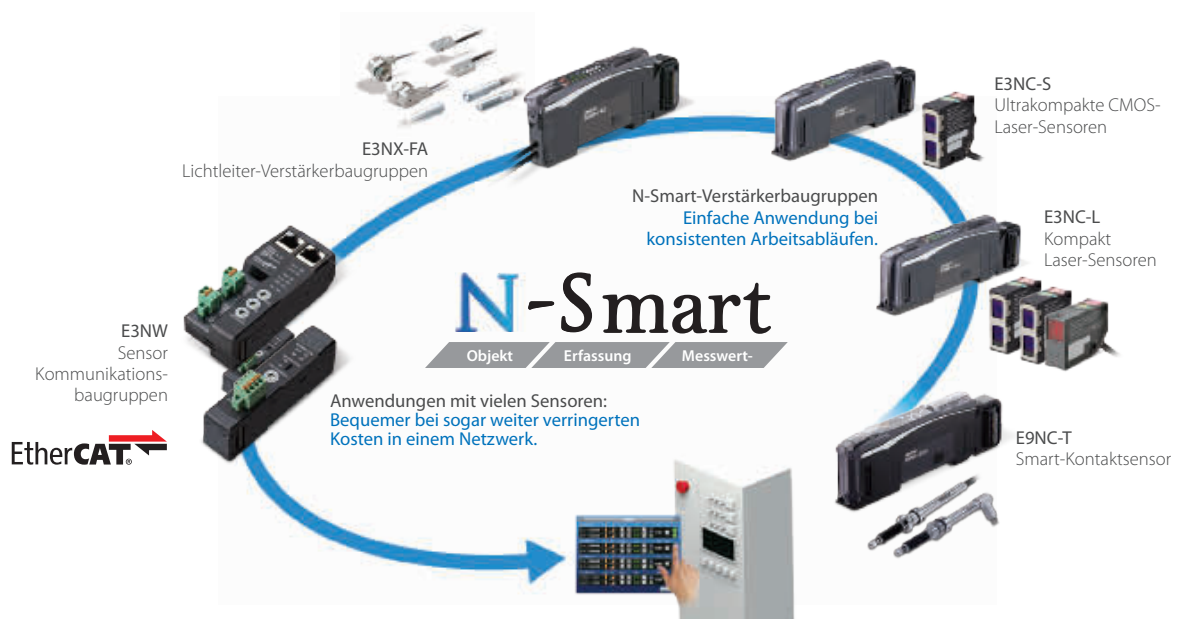 E3NX-FA
Lichtleiter-Verstärkerbaugruppen
E3NC-S
Ultrakompakte CMOS-
Laser-Sensoren
N-Smart-Verstärkerbaugruppen
Einfache Anwendung bei
konsistenten Arbeitsabläufen.
E3NC-L
Kompakt
Laser-Sensoren
N-Smart
Objekt Erfassung Messwert-
E3NW
Sensor
Kommunikations-
baugruppen
EtherCAT®
Anwendungen mit vielen Sensoren:
Bequemer bei sogar weiter verringerten
Kosten in einem Netzwerk.
E9NC-T
Smart-Kontaktsensor